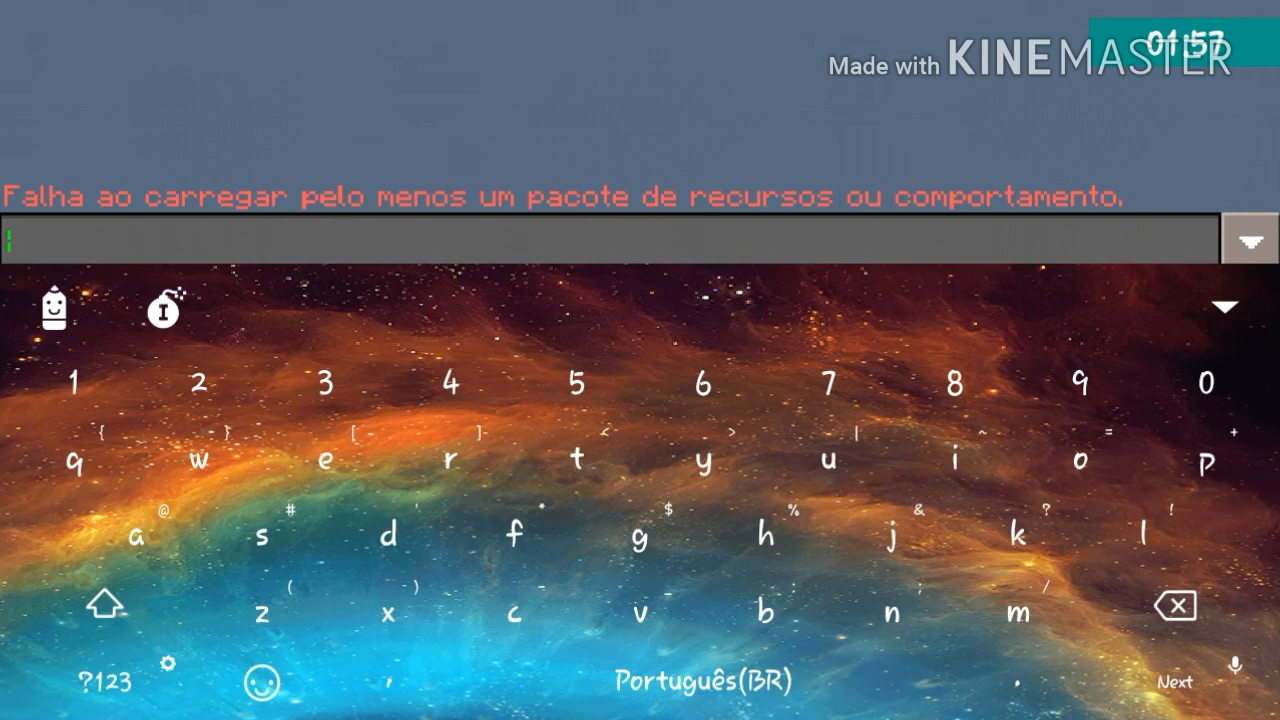 01:57
Made with KINEMASTER
Falha ao carregar pelo menos um pacote de recursos ou comportamento.
I
1 2 3 4 5 6 7 8 9 0
{ } [ ] < > | ~ = +
q w e r t y u i o p
@ # ' * $ % & ? !
a s d f g h j k l
( ) - _ : ; /
z x c v b n m
?123 , Português(BR) . Next